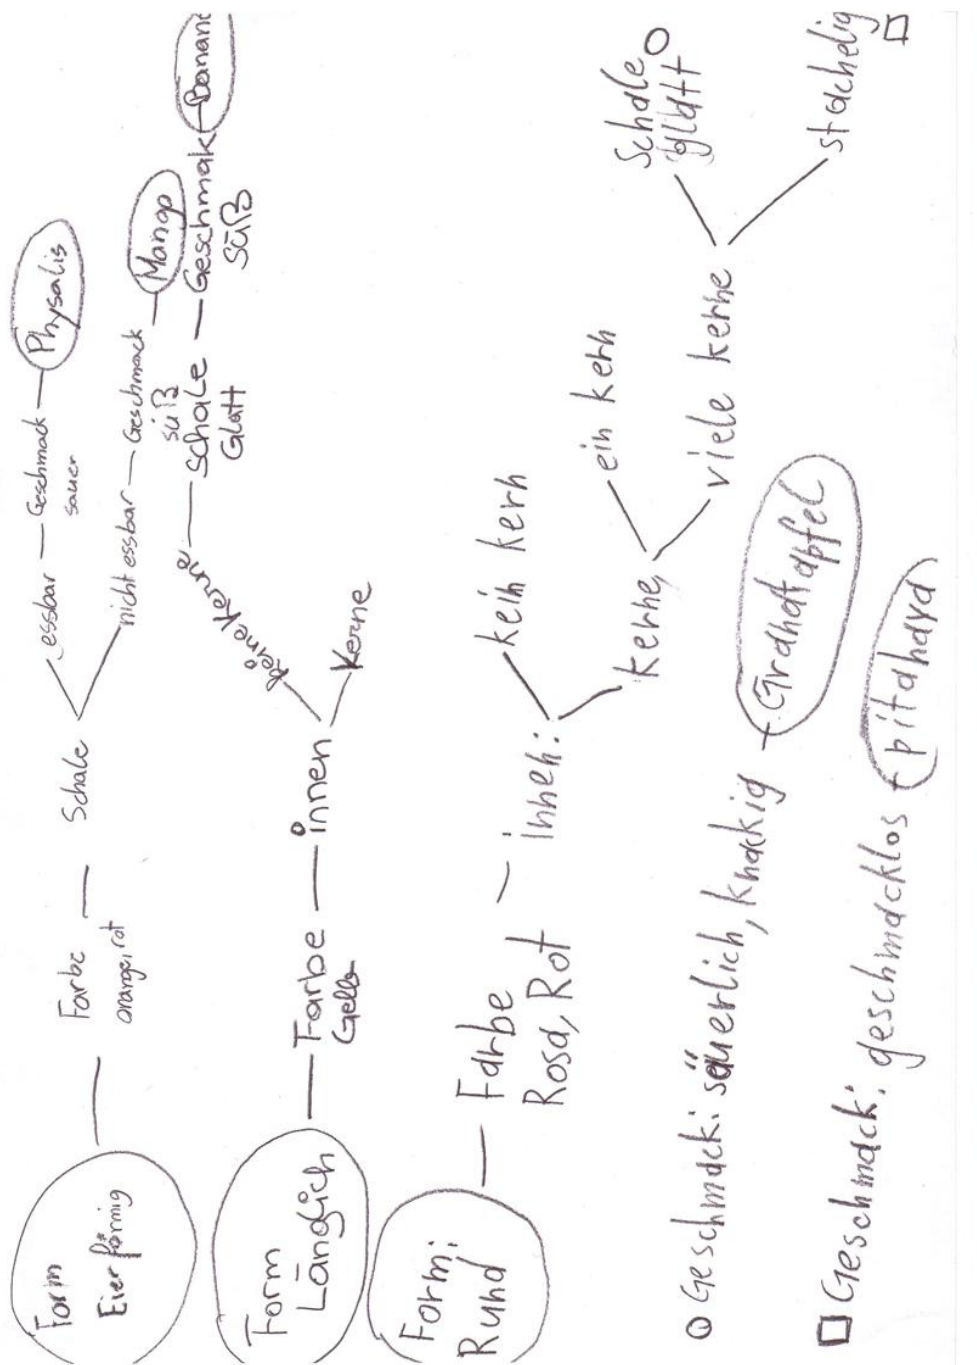 Form
Eierförmig
Farbe
orange, rot
Schale
essbar
Geschmack
sauer
Physalis
nicht essbar
Geschmack
süß
Mango
Form
Länglich
Farbe
Gelb
innen
keine Kerne
Schale
Glatt
Geschmak
süß
Banane
Kerne
Form:
Rund
Farbe
Rosa, Rot
innen:
kein kern
kerne
ein kern
viele kerne
Schale
glatt
stachelig
Geschmack: säuerlich, knackig
Granatapfel
Geschmack: geschmacklos
pitahaya